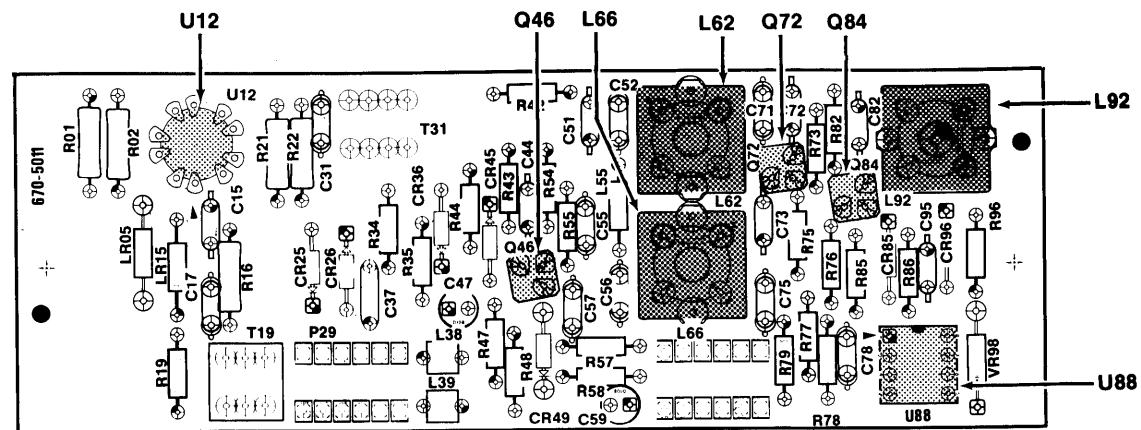 U12
Q46
L66
L62
Q72
Q84
L92
U88
670-5011
R01
R02
U12
R21
R22
C31
T31
R42
C51
C52
C71
C72
R73
R82
C82
Q72
Q84
CR36
R44
CR45
R43
C44
R54
L55
L62
L92
LR05
LR15
C15
C17
R16
CR25
CR26
R34
R35
C37
C47
Q46
R55
C55
C56
C57
C73
R75
R76
R85
CR85
R86
C95
CR96
R96
C75
R19
T19
P29
L38
L39
R47
R48
CR49
R57
R58
C59
L66
R79
R77
R78
C78
U88
VR98